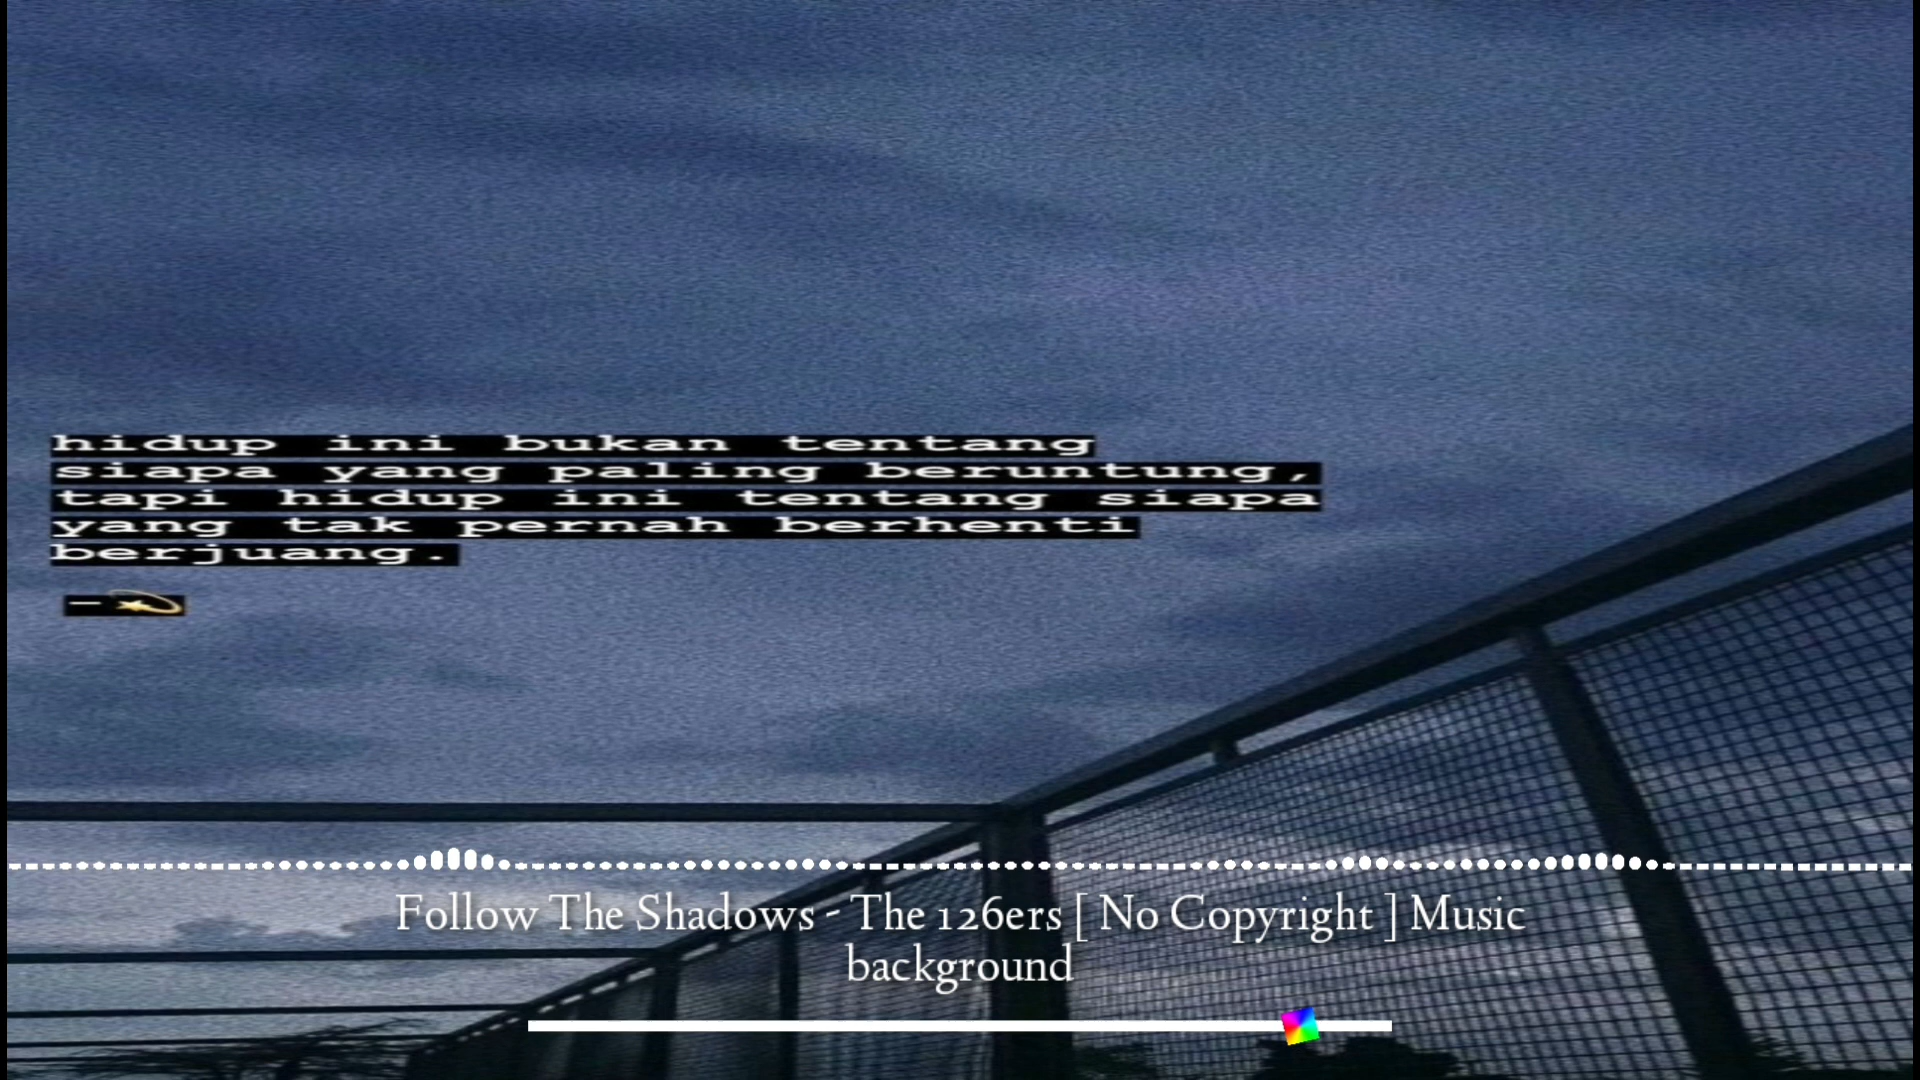 hidup ini bukan tentang
siapa yang paling beruntung,
tapi hidup ini tentang siapa
yang tak pernah berhenti
berjuang.
—💫
Follow The Shadows - The 126ers [ No Copyright ] Music
background